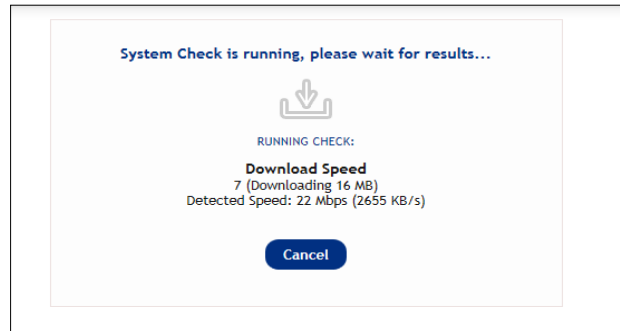 System Check is running, please wait for results...
RUNNING CHECK:
Download Speed
7 (Downloading 16 MB)
Detected Speed: 22 Mbps (2655 KB/s)
Cancel